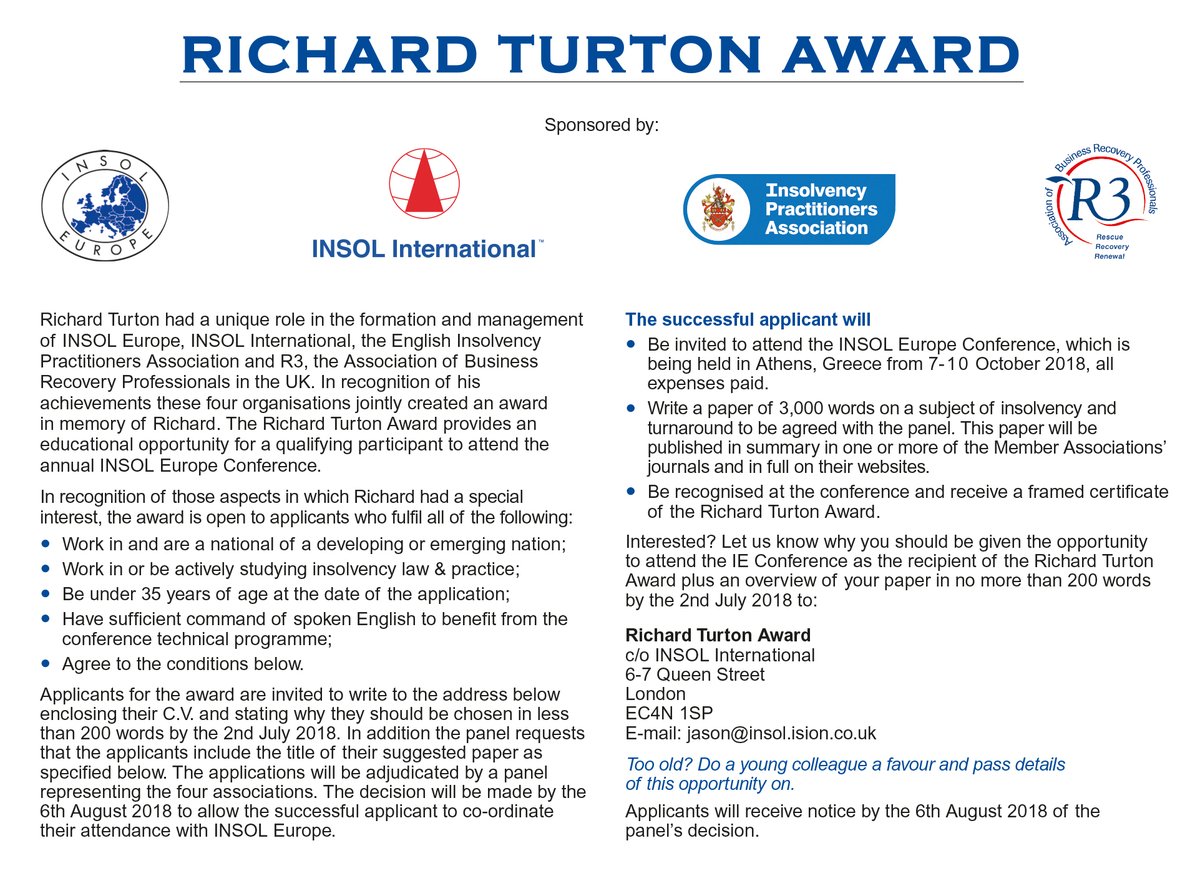 RICHARD TURTON AWARD
Sponsored by:
INSOL
EUROPE
INSOL International™
Insolvency
Practitioners
Association
Association of Business Recovery Professionals
R3
Rescue
Recovery
Renewal
Richard Turton had a unique role in the formation and management
of INSOL Europe, INSOL International, the English Insolvency
Practitioners Association and R3, the Association of Business
Recovery Professionals in the UK. In recognition of his
achievements these four organisations jointly created an award
in memory of Richard. The Richard Turton Award provides an
educational opportunity for a qualifying participant to attend the
annual INSOL Europe Conference.
In recognition of those aspects in which Richard had a special
interest, the award is open to applicants who fulfil all of the following:
• Work in and are a national of a developing or emerging nation;
• Work in or be actively studying insolvency law & practice;
• Be under 35 years of age at the date of the application;
• Have sufficient command of spoken English to benefit from the
conference technical programme;
• Agree to the conditions below.
Applicants for the award are invited to write to the address below
enclosing their C.V. and stating why they should be chosen in less
than 200 words by the 2nd July 2018. In addition the panel requests
that the applicants include the title of their suggested paper as
specified below. The applications will be adjudicated by a panel
representing the four associations. The decision will be made by the
6th August 2018 to allow the successful applicant to co-ordinate
their attendance with INSOL Europe.
The successful applicant will
• Be invited to attend the INSOL Europe Conference, which is
being held in Athens, Greece from 7-10 October 2018, all
expenses paid.
• Write a paper of 3,000 words on a subject of insolvency and
turnaround to be agreed with the panel. This paper will be
published in summary in one or more of the Member Associations’
journals and in full on their websites.
• Be recognised at the conference and receive a framed certificate
of the Richard Turton Award.
Interested? Let us know why you should be given the opportunity
to attend the IE Conference as the recipient of the Richard Turton
Award plus an overview of your paper in no more than 200 words
by the 2nd July 2018 to:
Richard Turton Award
c/o INSOL International
6-7 Queen Street
London
EC4N 1SP
E-mail: jason@insol.ision.co.uk
Too old? Do a young colleague a favour and pass details
of this opportunity on.
Applicants will receive notice by the 6th August 2018 of the
panel’s decision.